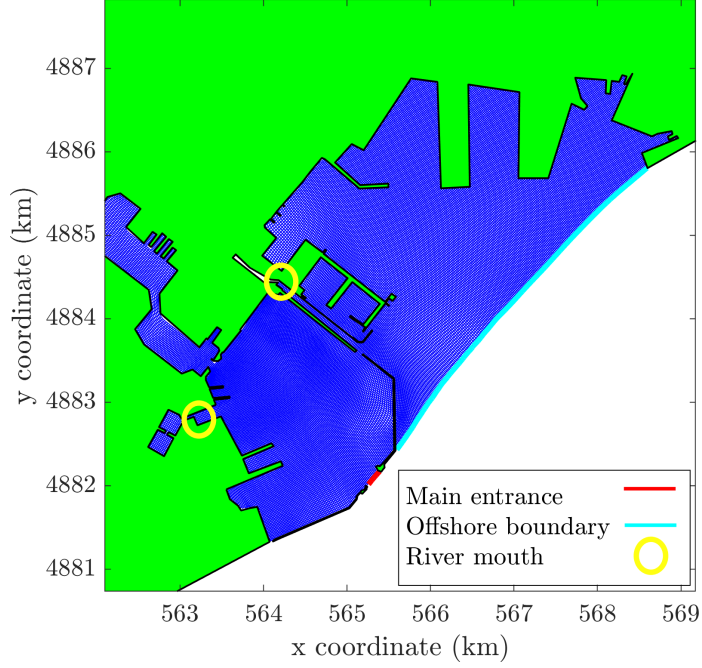 4887
4886
4885
4884
4883
4882
4881
y coordinate (km)
563
564
565
566
567
568
569
x coordinate (km)
Main entrance
Offshore boundary
River mouth